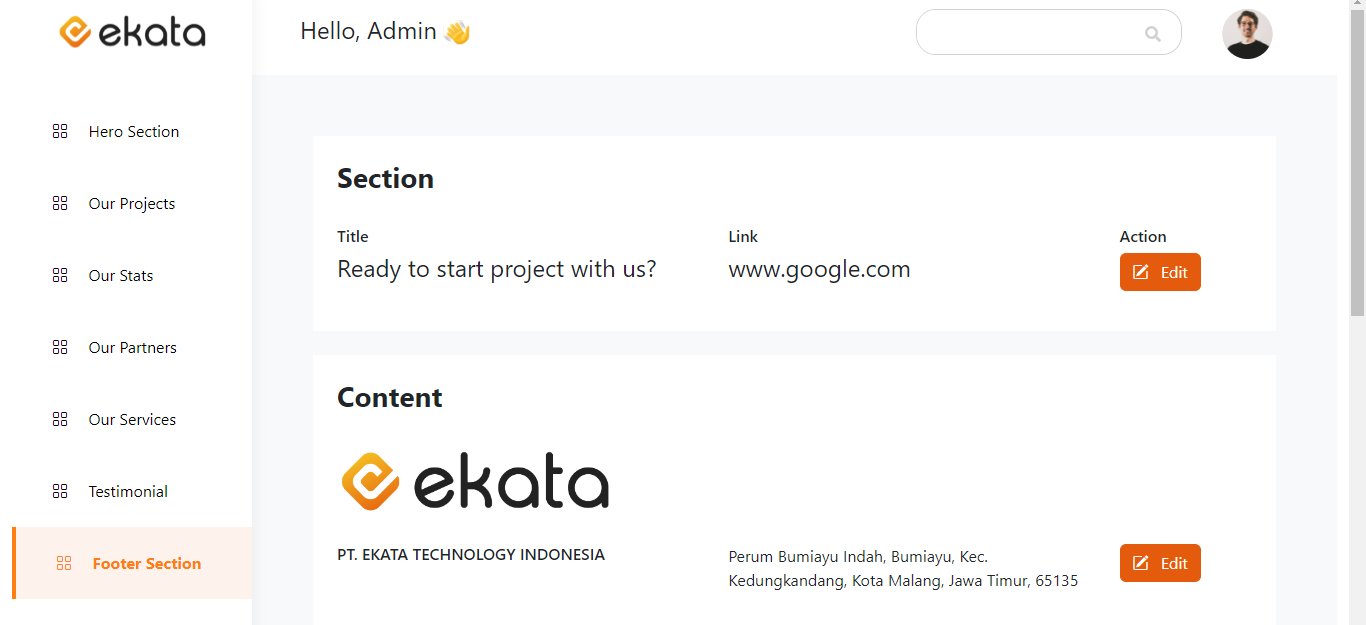 ekata
Hello, Admin 👋
Hero Section
Our Projects
Our Stats
Our Partners
Our Services
Testimonial
Footer Section
Section
Title
Link
Action
Ready to start project with us?
www.google.com
Edit
Content
ekata
PT. EKATA TECHNOLOGY INDONESIA
Perum Bumiayu Indah, Bumiayu, Kec.
Kedungkandang, Kota Malang, Jawa Timur, 65135
Edit